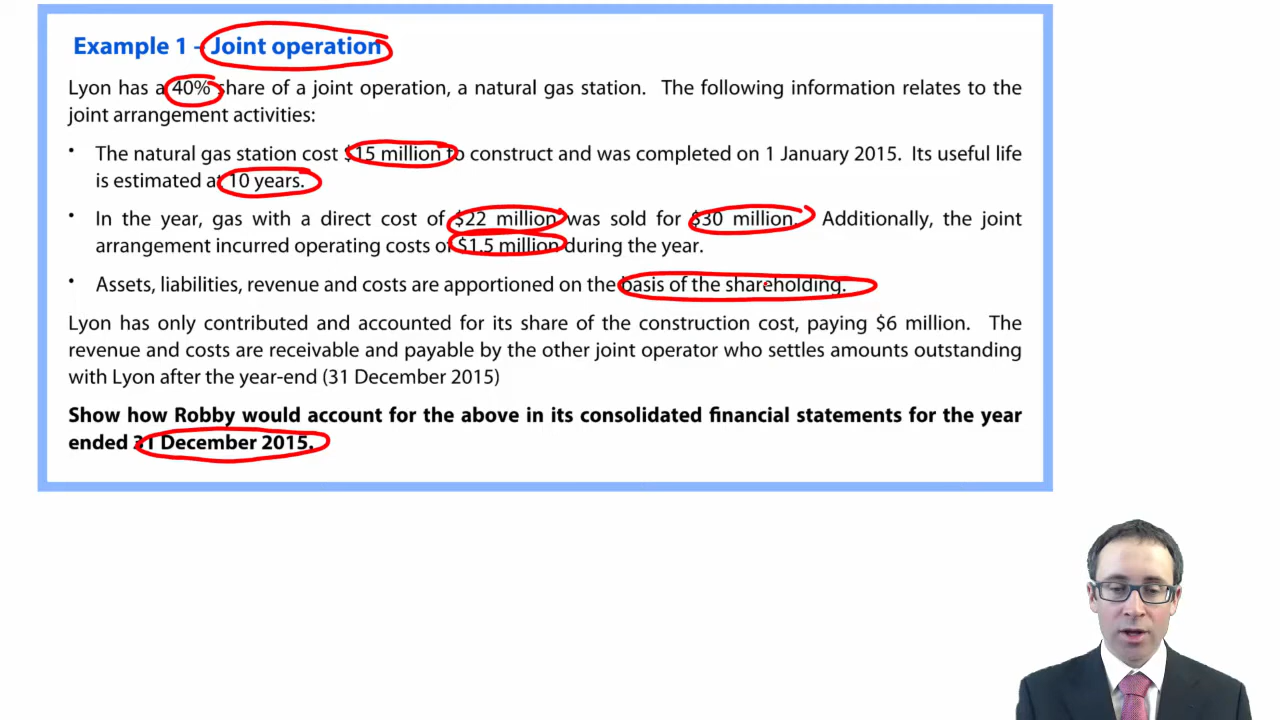 Example 1 – Joint operation
Lyon has a 40% share of a joint operation, a natural gas station. The following information relates to the
joint arrangement activities:
• The natural gas station cost $15 million to construct and was completed on 1 January 2015. Its useful life
is estimated at 10 years.
• In the year, gas with a direct cost of $22 million was sold for $30 million. Additionally, the joint
arrangement incurred operating costs of $1.5 million during the year.
• Assets, liabilities, revenue and costs are apportioned on the basis of the shareholding.
Lyon has only contributed and accounted for its share of the construction cost, paying $6 million. The
revenue and costs are receivable and payable by the other joint operator who settles amounts outstanding
with Lyon after the year-end (31 December 2015)
Show how Robby would account for the above in its consolidated financial statements for the year
ended 31 December 2015.